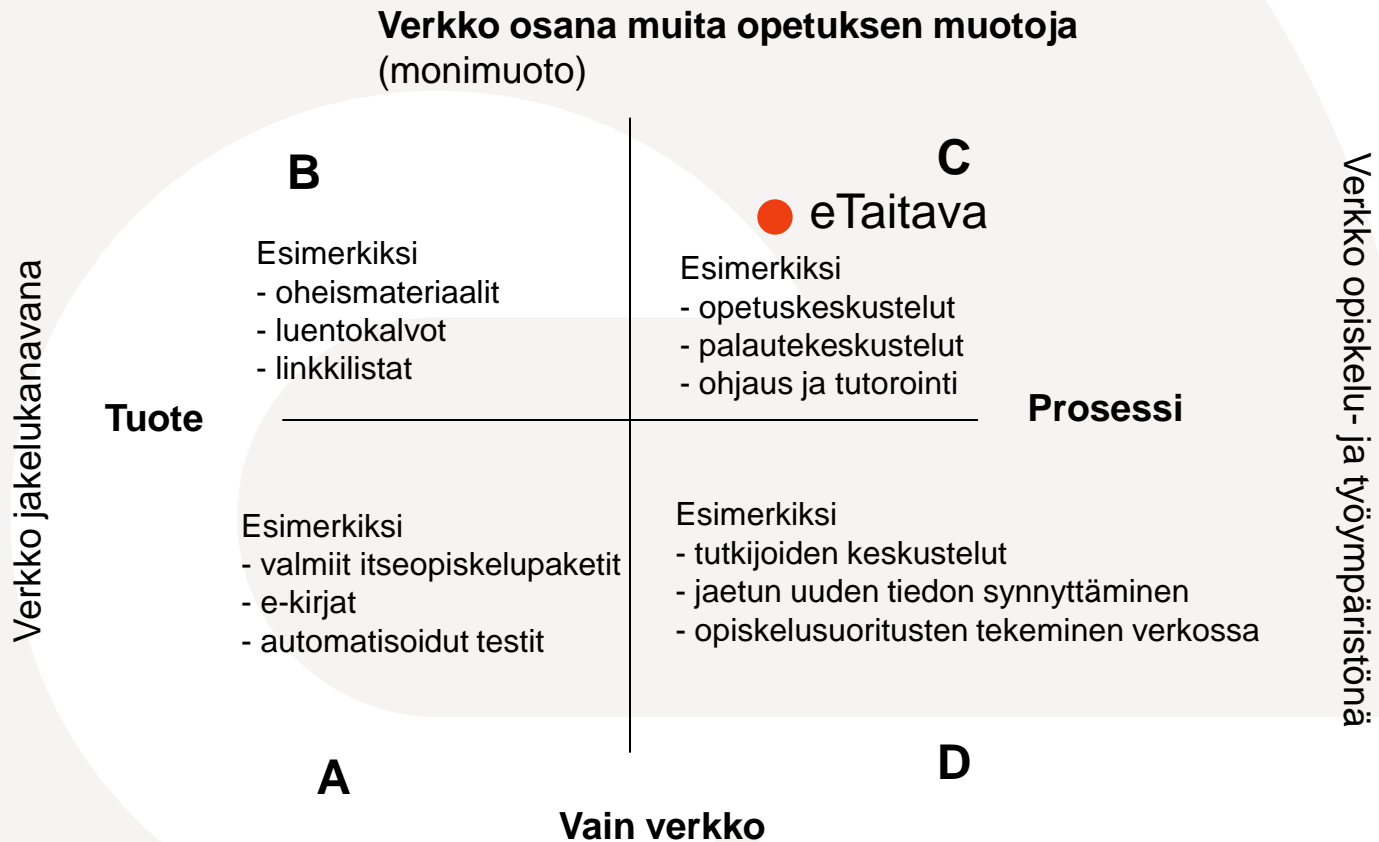 Verkko osana muita opetuksen muotoja
(monimuoto)
B
C
eTaitava
Esimerkiksi
- oheismateriaalit
- luentokalvot
- linkkilistat
Esimerkiksi
- opetuskeskustelut
- palautekeskustelut
- ohjaus ja tutorointi
Verkko jakelukanavana
Tuote
Prosessi
Verkko opiskelu- ja työympäristönä
Esimerkiksi
- valmiit itseopiskelupaketit
- e-kirjat
- automatisoidut testit
Esimerkiksi
- tutkijoiden keskustelut
- jaetun uuden tiedon synnyttäminen
- opiskelusuoritusten tekeminen verkossa
A
D
Vain verkko